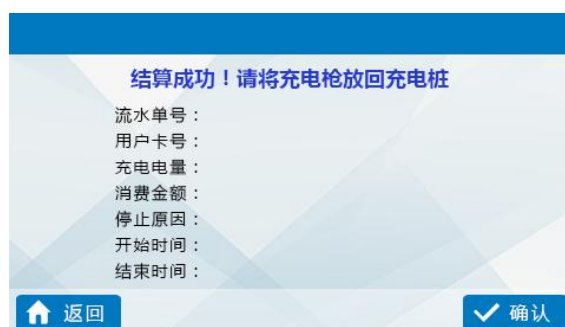 结算成功！请将充电枪放回充电桩
流水单号：
用户卡号：
充电电量：
消费金额：
停止原因：
开始时间：
结束时间：
返回
确认